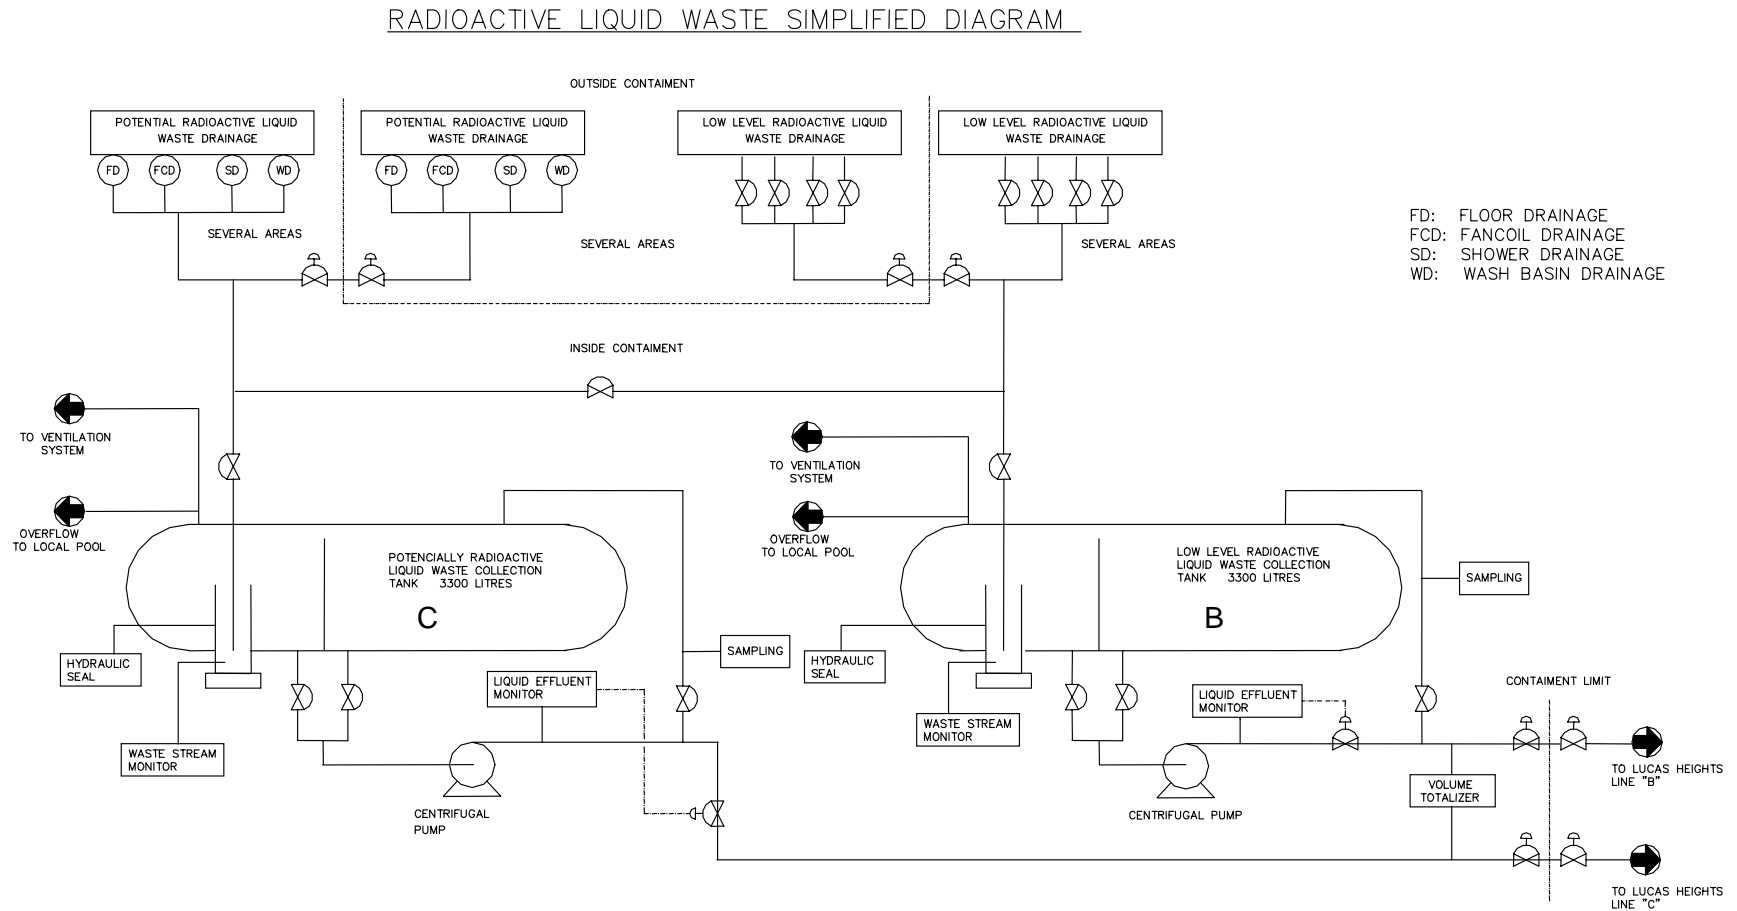 RADIOACTIVE LIQUID WASTE SIMPLIFIED DIAGRAM
OUTSIDE CONTAIMENT
POTENTIAL RADIOACTIVE LIQUID
WASTE DRAINAGE
FD
FCD
SD
WD
SEVERAL AREAS
POTENTIAL RADIOACTIVE LIQUID
WASTE DRAINAGE
FD
FCD
SD
WD
SEVERAL AREAS
LOW LEVEL RADIOACTIVE LIQUID
WASTE DRAINAGE
LOW LEVEL RADIOACTIVE LIQUID
WASTE DRAINAGE
SEVERAL AREAS
FD: FLOOR DRAINAGE
FCD: FANCOIL DRAINAGE
SD: SHOWER DRAINAGE
WD: WASH BASIN DRAINAGE
INSIDE CONTAIMENT
TO VENTILATION
SYSTEM
OVERFLOW
TO LOCAL POOL
POTENCIALLY RADIOACTIVE
LIQUID WASTE COLLECTION
TANK 3300 LITRES
C
HYDRAULIC
SEAL
WASTE STREAM
MONITOR
CENTRIFUGAL
PUMP
LIQUID EFFLUENT
MONITOR
SAMPLING
TO VENTILATION
SYSTEM
OVERFLOW
TO LOCAL POOL
LOW LEVEL RADIOACTIVE
LIQUID WASTE COLLECTION
TANK 3300 LITRES
B
HYDRAULIC
SEAL
WASTE STREAM
MONITOR
CENTRIFUGAL PUMP
LIQUID EFFLUENT
MONITOR
SAMPLING
CONTAIMENT LIMIT
VOLUME
TOTALIZER
TO LUCAS HEIGHTS
LINE "B"
TO LUCAS HEIGHTS
LINE "C"